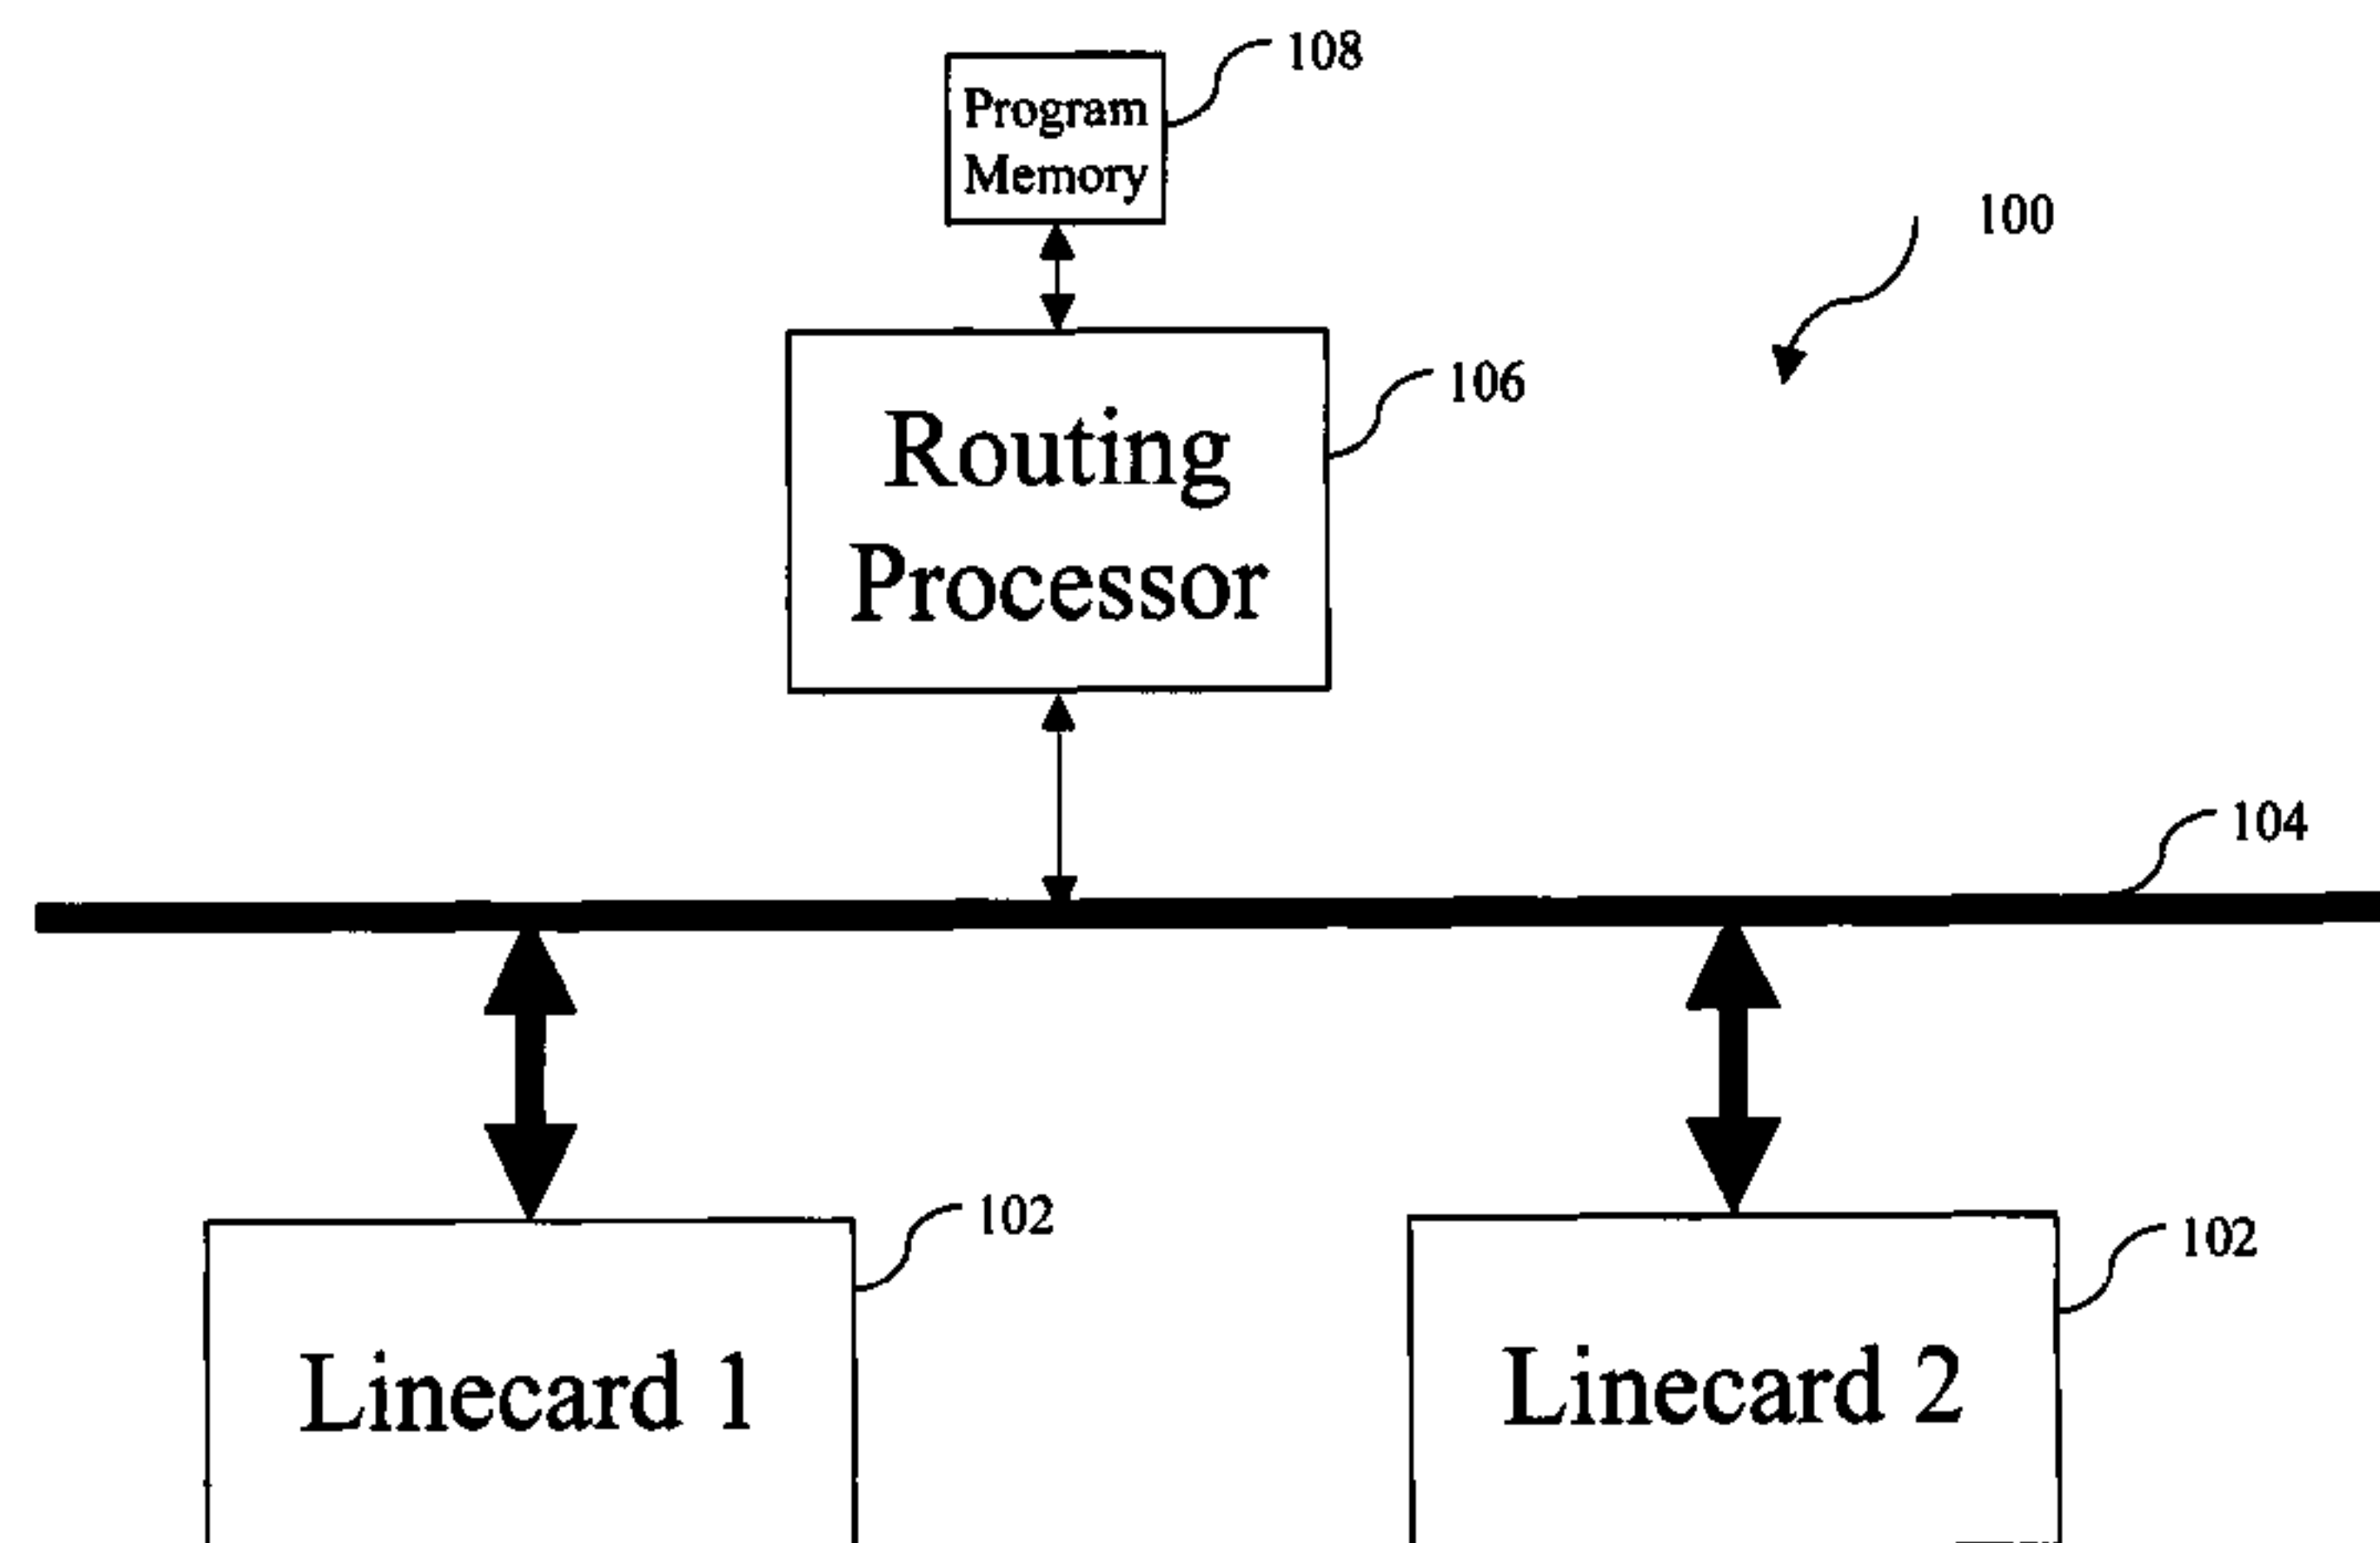 108
Program
Memory
100
106
Routing
Processor
104
102
102
Linecard 1
Linecard 2